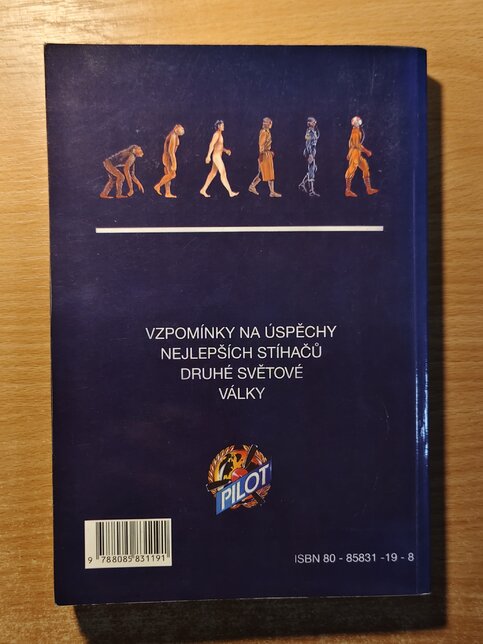 VZPOMÍNKY NA ÚSPĚCHY
NEJLEPŠÍCH STÍHAČŮ
DRUHÉ SVĚTOVÉ
VÁLKY
PILOT
9 788085 831191
ISBN 80 - 85831 -19 - 8